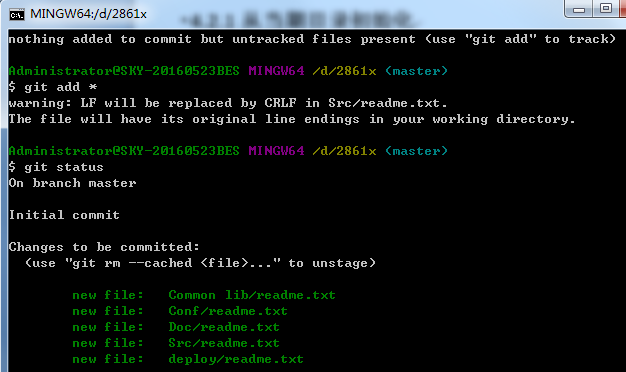 4.2.1 从当前目录初始化
MINGW64:/d/2861x
nothing added to commit but untracked files present (use "git add" to track)
Administrator@SKY-20160523BES MINGW64 /d/2861x (master)
$ git add *
warning: LF will be replaced by CRLF in Src/readme.txt.
The file will have its original line endings in your working directory.
Administrator@SKY-20160523BES MINGW64 /d/2861x (master)
$ git status
On branch master
Initial commit
Changes to be committed:
(use "git rm --cached <file>..." to unstage)
new file: Common lib/readme.txt
new file: Conf/readme.txt
new file: Doc/readme.txt
new file: Src/readme.txt
new file: deploy/readme.txt